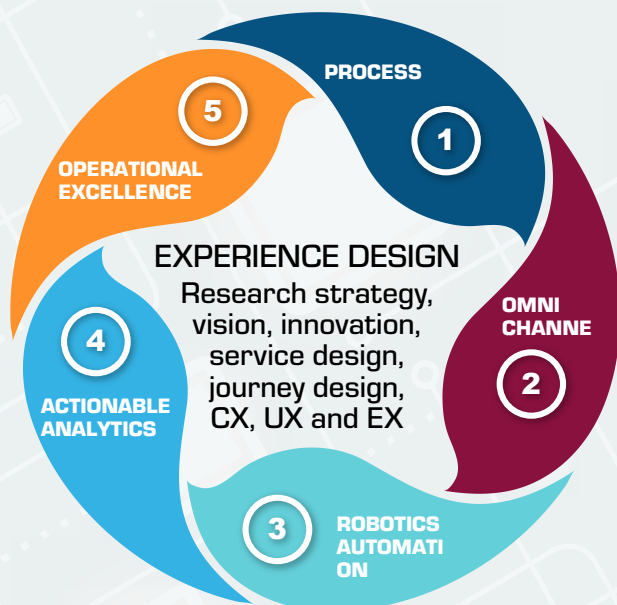 PROCESS
1
OMNI
CHANNE
2
3
ROBOTICS
AUTOMATI
ON
4
ACTIONABLE
ANALYTICS
5
OPERATIONAL
EXCELLENCE
EXPERIENCE DESIGN
Research strategy,
vision, innovation,
service design,
journey design,
CX, UX and EX